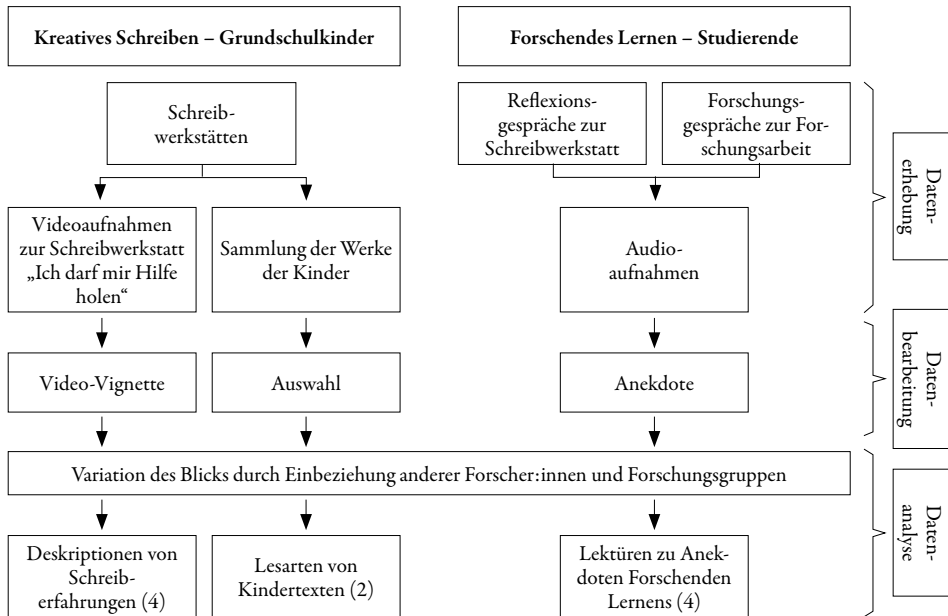 Kreatives Schreiben – Grundschulkinder
Forschendes Lernen – Studierende
Schreib-
werkstätten
Reflexions-
gespräche zur
Schreibwerkstatt
Forschungs-
gespräche zur For-
schungsarbeit
Daten-
erhebung
Videoaufnahmen
zur Schreibwerkstatt
„Ich darf mir Hilfe
holen“
Sammlung der Werke
der Kinder
Audio-
aufnahmen
Video-Vignette
Auswahl
Anekdote
Daten-
bearbeitung
Variation des Blicks durch Einbeziehung anderer Forscher:innen und Forschungsgruppen
Deskriptionen von
Schreib-
erfahrungen (4)
Lesarten von
Kindertexten (2)
Lektüren zu Anek-
doten Forschenden
Lernens (4)
Daten-
analyse